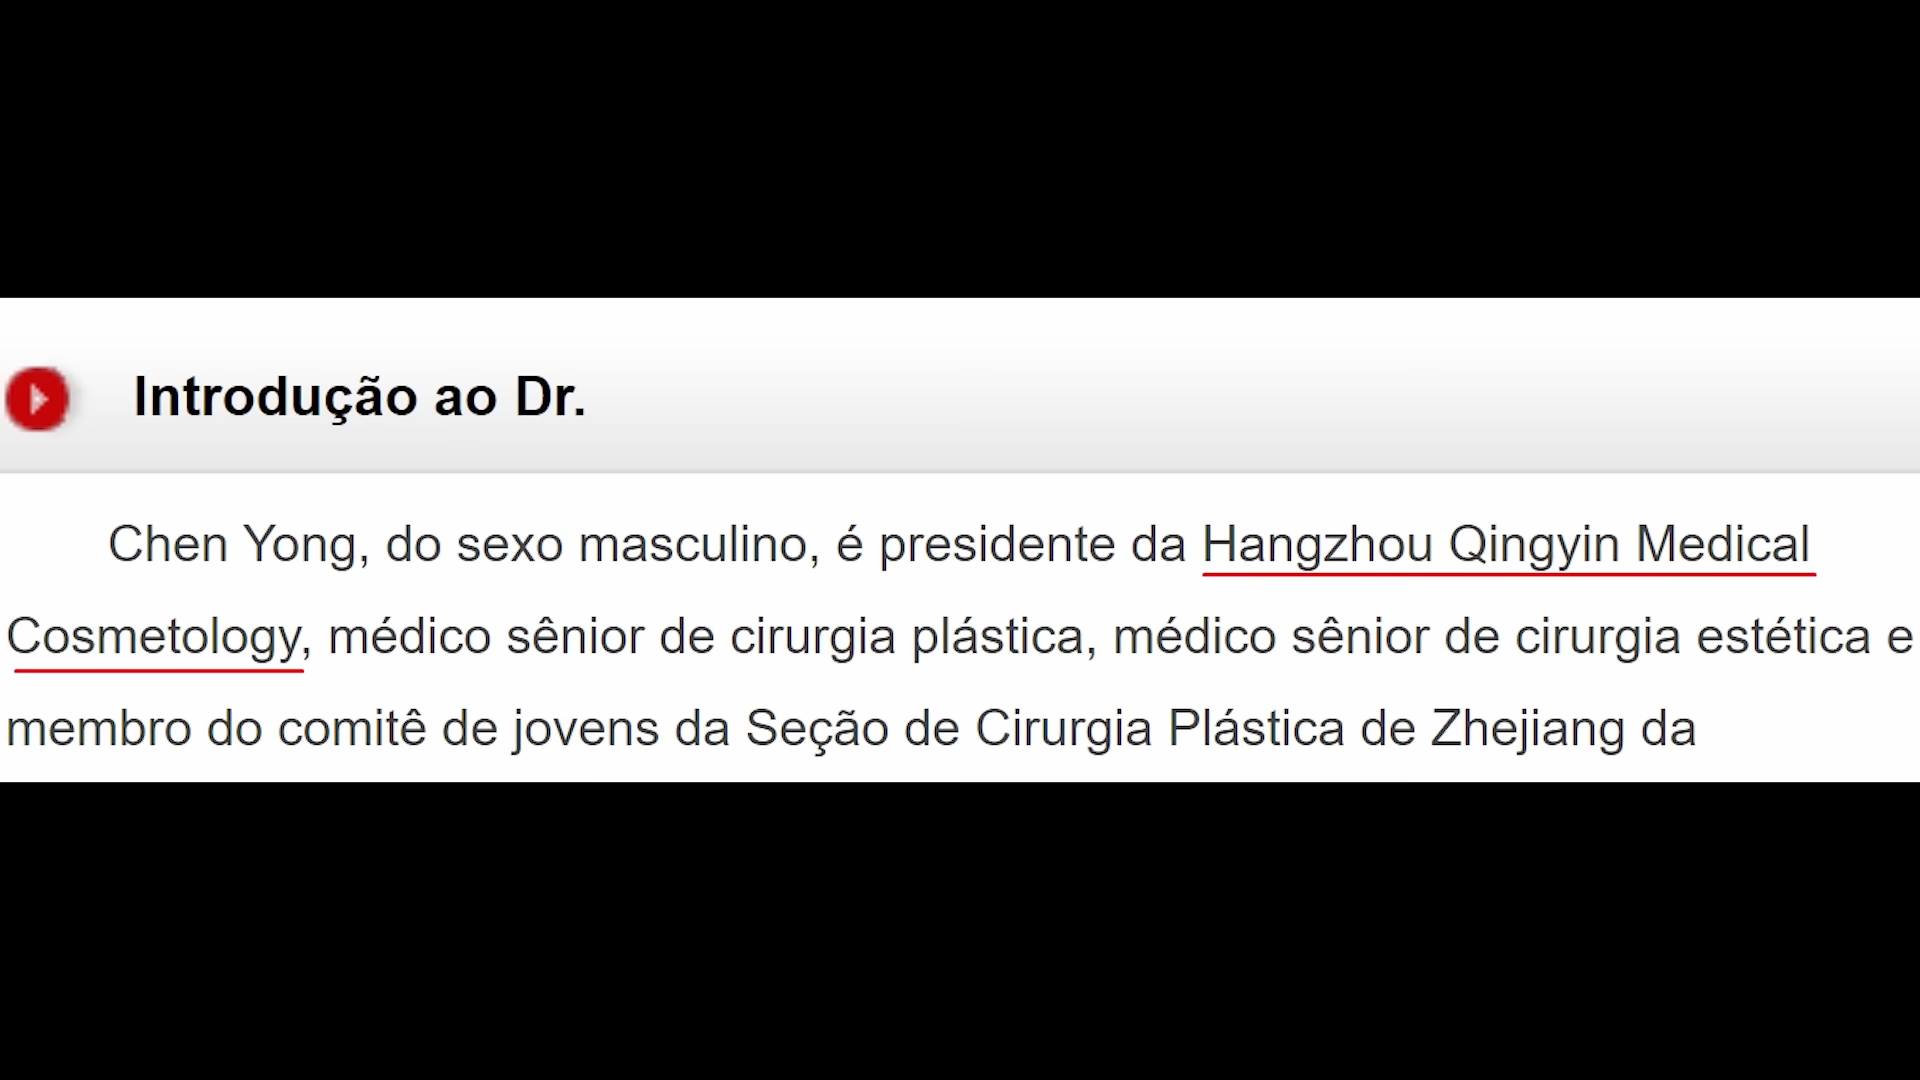 Introdução ao Dr.
Chen Yong, do sexo masculino, é presidente da Hangzhou Qingyin Medical
Cosmetology, médico sênior de cirurgia plástica, médico sênior de cirurgia estética e
membro do comitê de jovens da Seção de Cirurgia Plástica de Zhejiang da